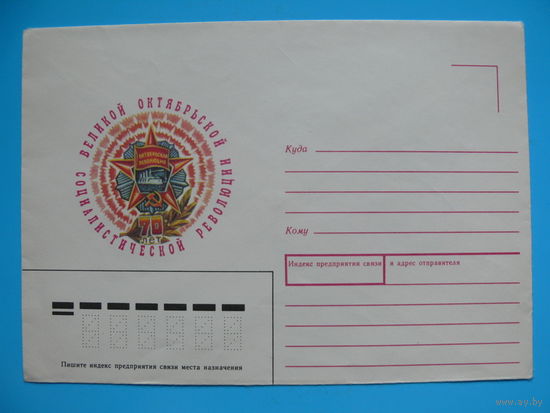 ВЕЛИКОЙ ОКТЯБРЬСКОЙ
СОЦИАЛИСТИЧЕСКОЙ РЕВОЛЮЦИИ
ОКТЯБРЬСКАЯ
РЕВОЛЮЦИЯ
70
ЛЕТ
Куда
Кому
Индекс предприятия связи и адрес отправителя
Пишите индекс предприятия связи места назначения
www.ay.by